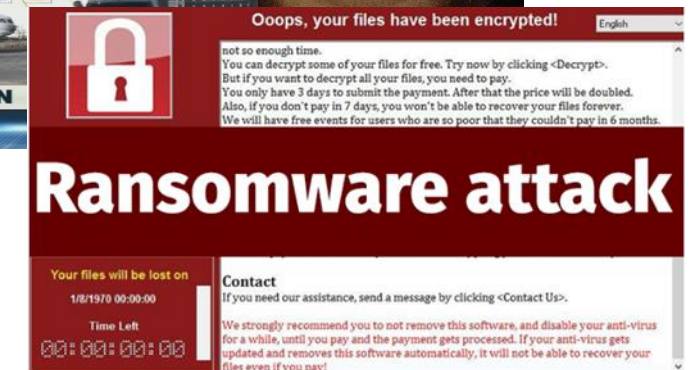 Ooops, your files have been encrypted!
English
not so enough time.
You can decrypt some of your files for free. Try now by clicking <Decrypt>.
But if you want to decrypt all your files, you need to pay.
You only have 3 days to submit the payment. After that the price will be doubled.
Also, if you don't pay in 7 days, you won't be able to recover your files forever.
We will have free events for users who are so poor that they couldn't pay in 6 months.
N
Ransomware attack
Your files will be lost on
1/8/1970 00:00:00
Time Left
00:00:00:00
Contact
If you need our assistance, send a message by clicking <Contact Us>.
We strongly recommend you to not remove this software, and disable your anti-virus
for a while, until you pay and the payment gets processed. If your anti-virus gets
updated and removes this software automatically, it will not be able to recover your
files even if you pay!